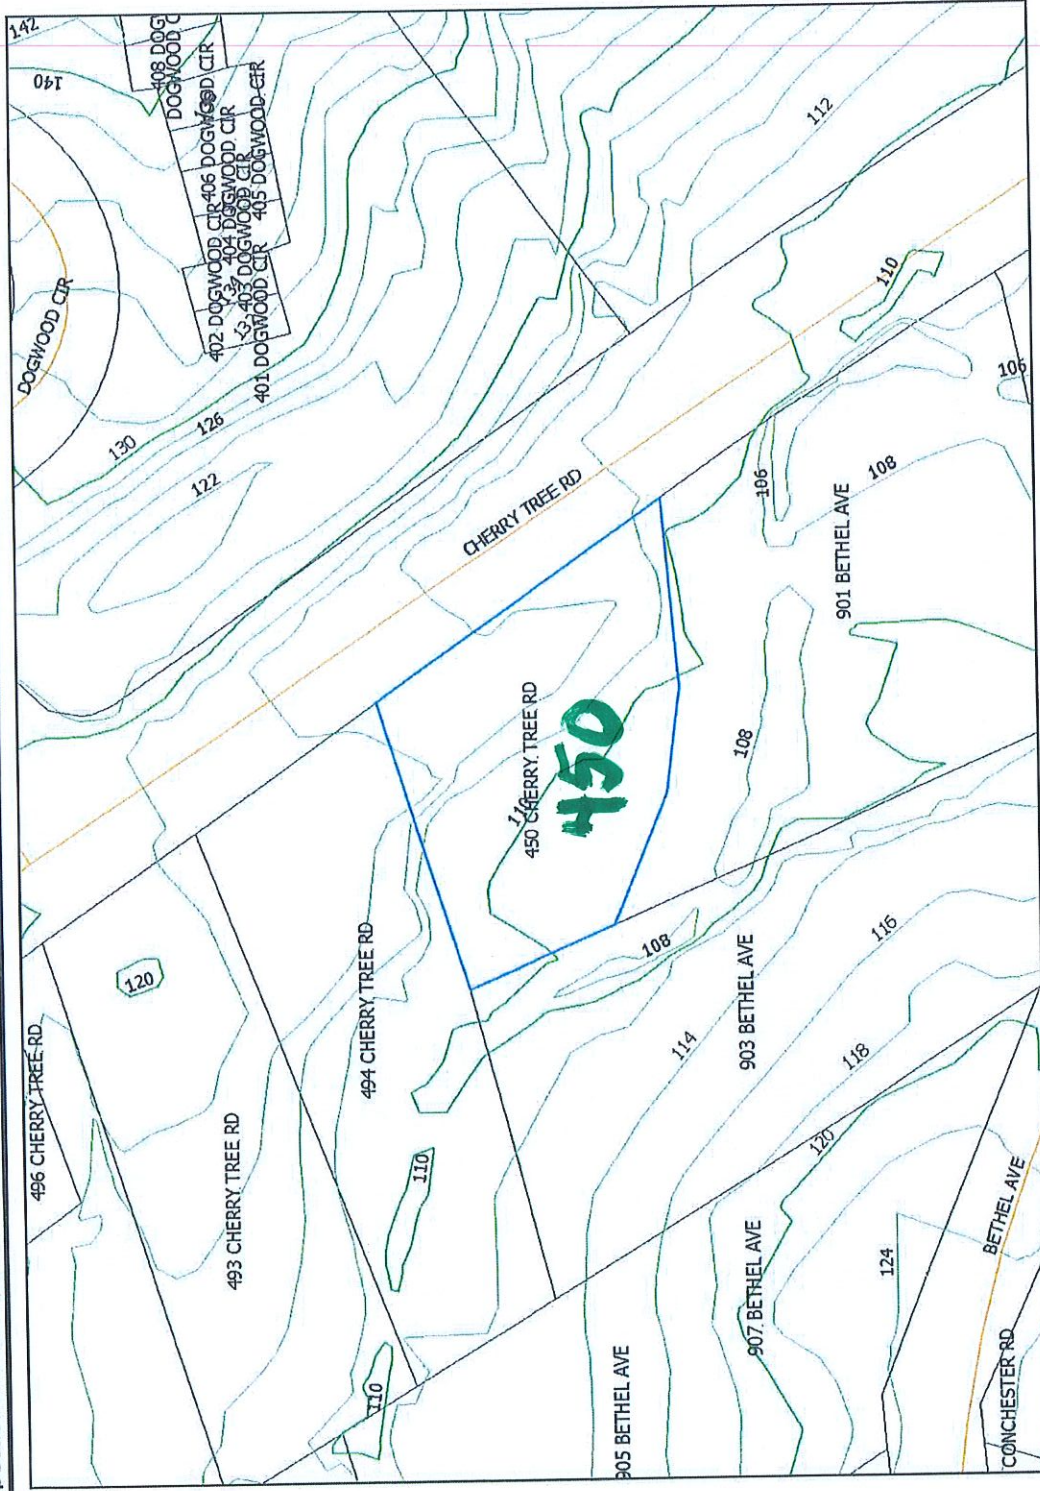 142
140
408 DOG
DOGWOOD C
DOGWOOD CIR
406 DOGWOOD CIR
404 DOGWOOD CIR
405 DOGWOOD CIR
402 DOGWOOD CIR
403 DOGWOOD CIR
401 DOGWOOD CIR
DOGWOOD CIR
112
130
126
122
110
106
106
108
CHERRY TREE RD
901 BETHEL AVE
450 CHERRY TREE RD
450
110
108
120
494 CHERRY TREE RD
108
903 BETHEL AVE
116
496 CHERRY TREE RD
493 CHERRY TREE RD
114
118
110
120
907 BETHEL AVE
124
BETHEL AVE
110
905 BETHEL AVE
CONCHESTER RD